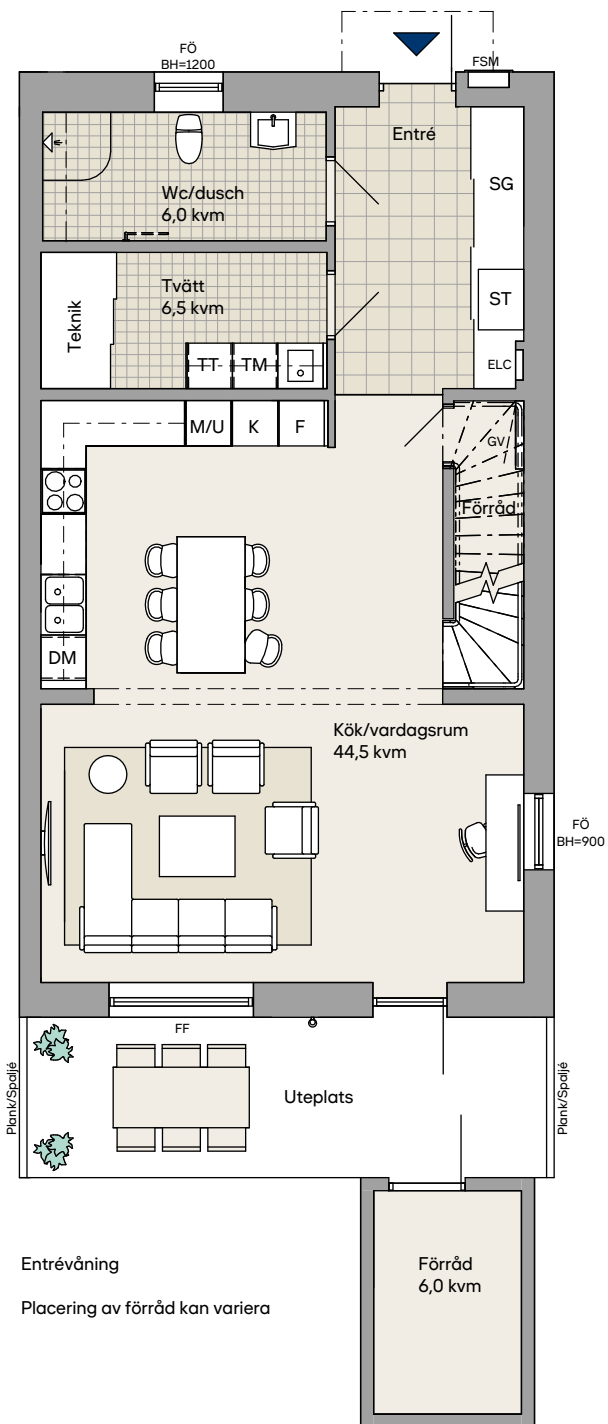 FÖ
BH=1200
FSM
Entré
SG
Wc/dusch
6,0 kvm
Tvätt
6,5 kvm
Teknik
ST
TT
TM
ELC
M/U
K
F
GV
Förråd
DM
Kök/vardagsrum
44,5 kvm
FÖ
BH=900
FF
Plank/Spaljé
Uteplats
Plank/Spaljé
Entrévåning
Förråd
6,0 kvm
Placering av förråd kan variera